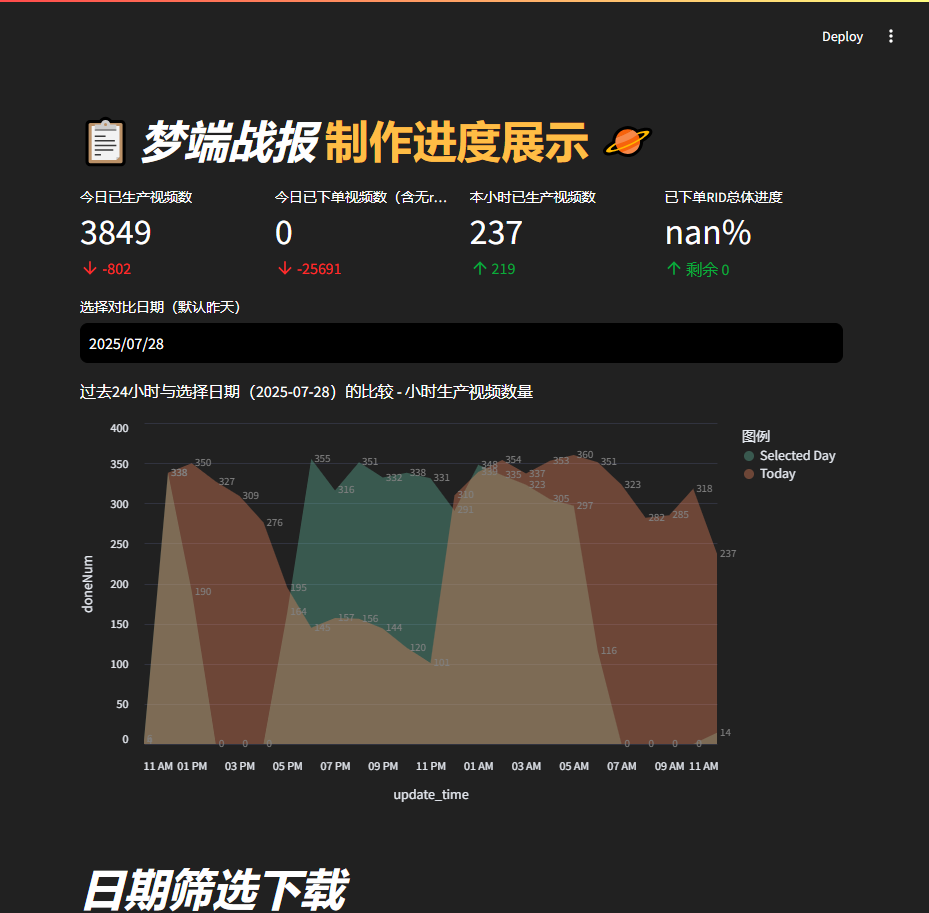 Deploy
梦端战报制作进度展示
今日已生产视频数 今日已下单视频数（含无r… 本小时已生产视频数 已下单RID总体进度
3849 0 237 nan%
-802 -25691 219 剩余 0
选择对比日期（默认昨天）
2025/07/28
过去24小时与选择日期（2025-07-28）的比较 - 小时生产视频数量
图例
Selected Day
Today
doneNum
400
350
300
250
200
150
100
50
0
338 350 327 309 276 195 164 145 157 156 144 120 101
190 0 0 0 355 316 351 332 338 331 291
310 348 335 354 323 337 353 305 360 297 351 116 323 282 285 318 237
0 0 0 0 14
11 AM 01 PM 03 PM 05 PM 07 PM 09 PM 11 PM 01 AM 03 AM 05 AM 07 AM 09 AM 11 AM
update_time
日期筛选下载